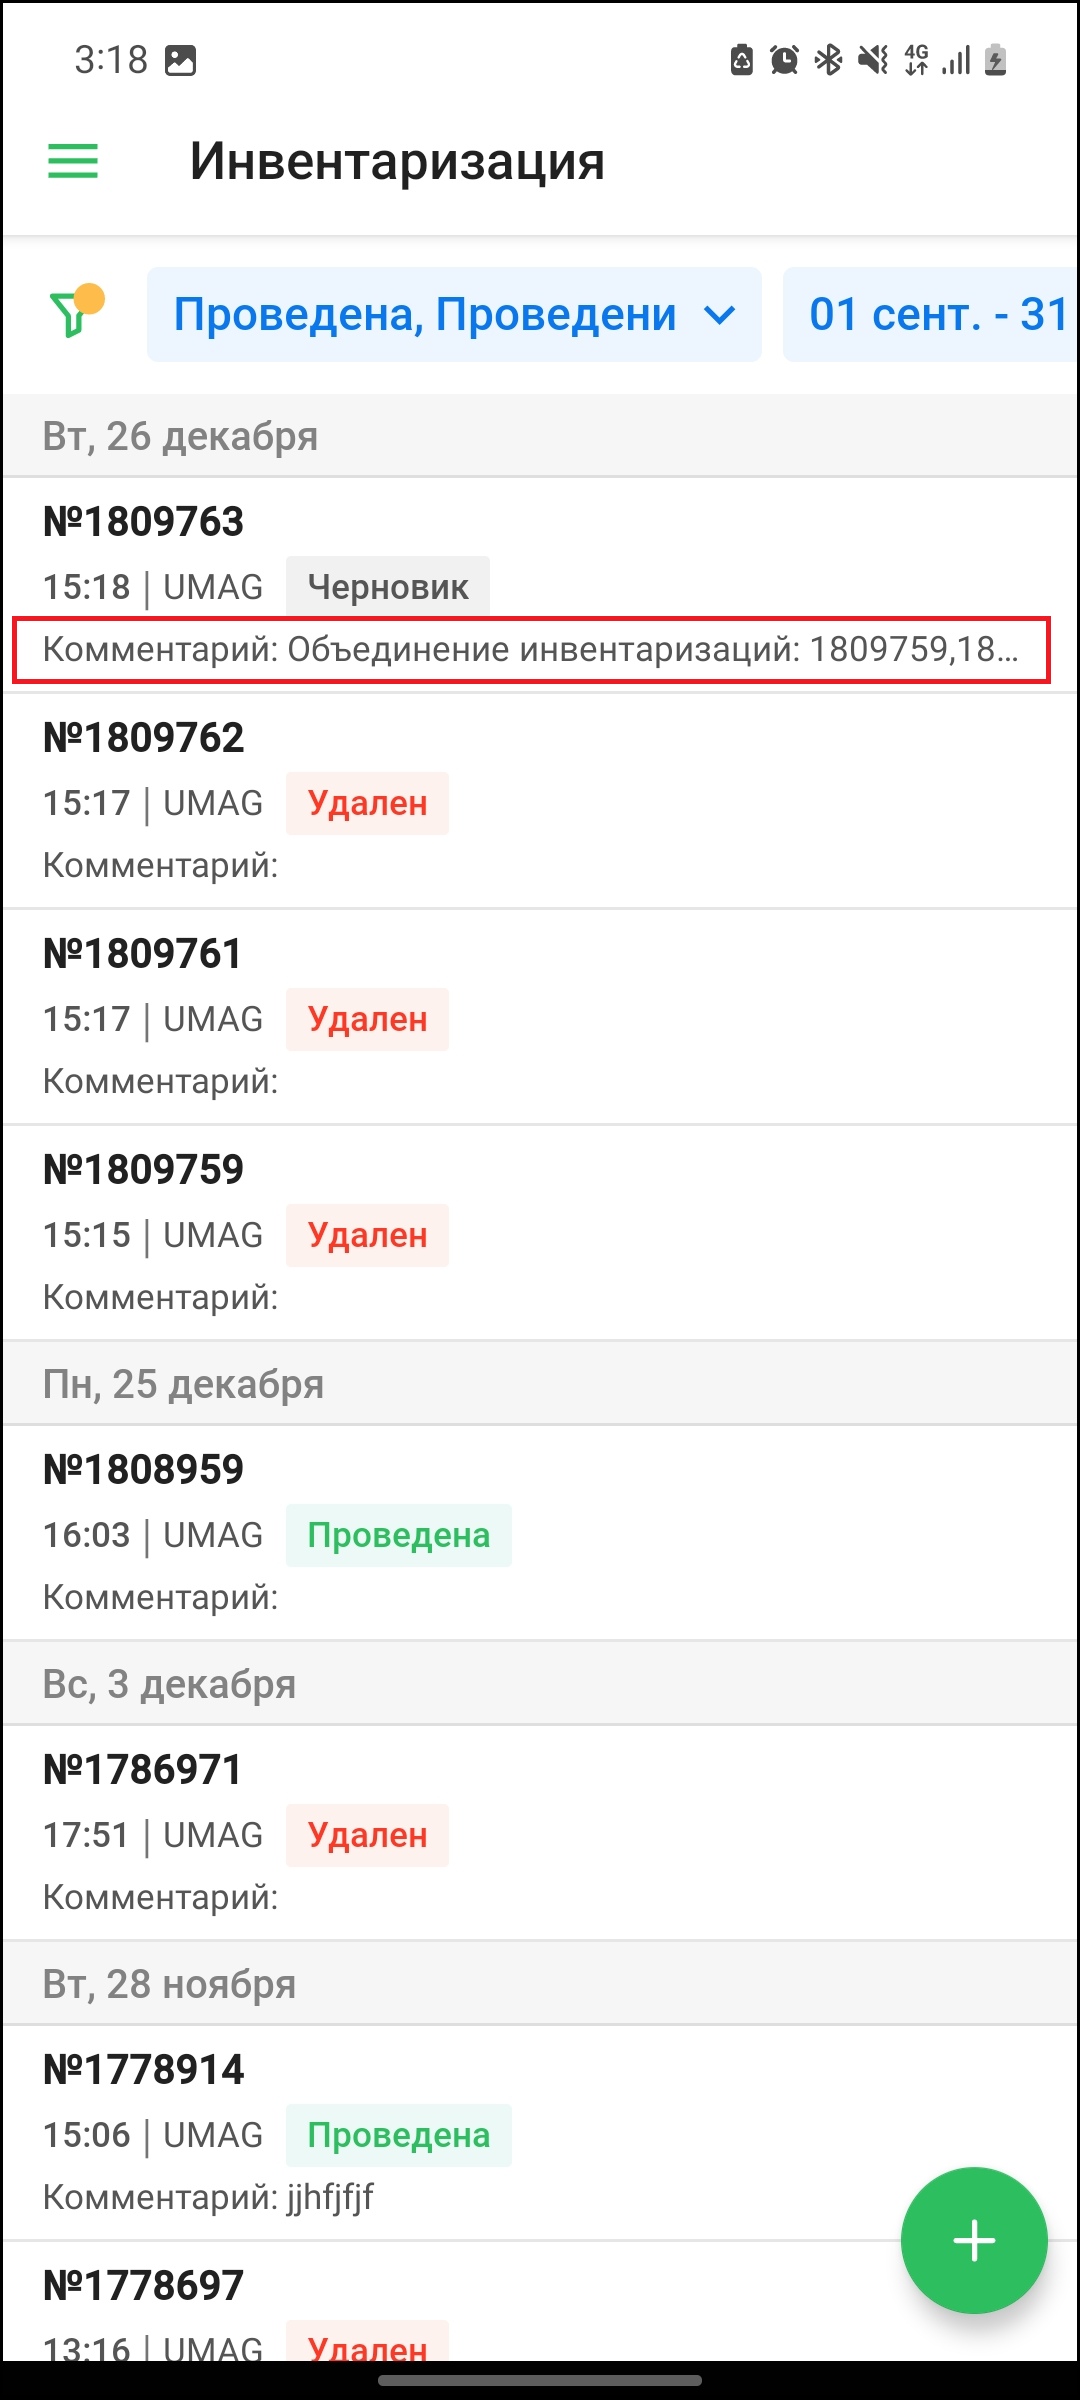 3:18 4G
Инвентаризация
Проведена, Проведени 01 сент. - 31
Вт, 26 декабря
№1809763
15:18 | UMAG Черновик
Комментарий: Объединение инвентаризаций: 1809759,18...
№1809762
15:17 | UMAG Удален
Комментарий:
№1809761
15:17 | UMAG Удален
Комментарий:
№1809759
15:15 | UMAG Удален
Комментарий:
Пн, 25 декабря
№1808959
16:03 | UMAG Проведена
Комментарий:
Вс, 3 декабря
№1786971
17:51 | UMAG Удален
Комментарий:
Вт, 28 ноября
№1778914
15:06 | UMAG Проведена
Комментарий: jjhfjfjf
№1778697
13:16 | UMAG Удален